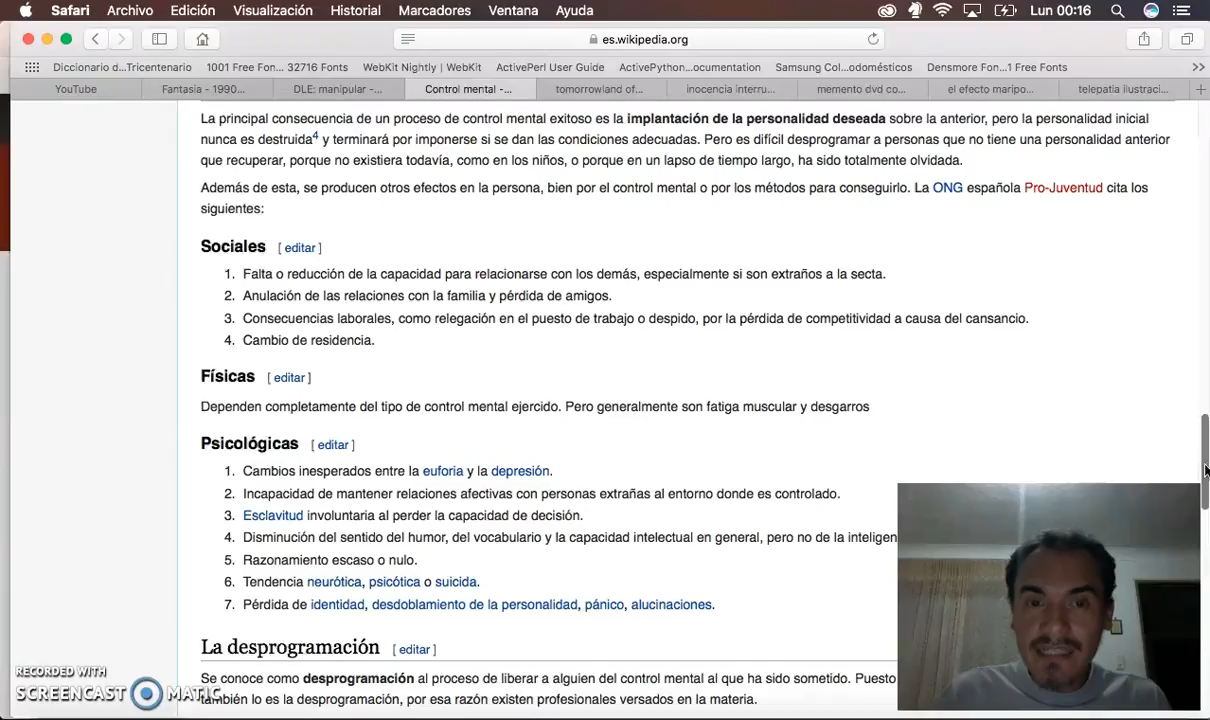 Safari Archivo Edición Visualización Historial Marcadores Ventana Ayuda Lun 00:16
es.wikipedia.org
Diccionario d...Tricentenario 1001 Free Fon... 32716 Fonts WebKit Nightly | WebKit ActivePerl User Guide ActivePython...ocumentation Samsung Col...odomésticos Densmore Fon...1 Free Fonts
YouTube Fantasia - 1990... DLE: manipular -... Control mental -... tomorrowland of... inocencia interru... memento dvd co... el efecto maripo... telepatia ilustraci...
La principal consecuencia de un proceso de control mental exitoso es la implantación de la personalidad deseada sobre la anterior, pero la personalidad inicial
nunca es destruida4 y terminará por imponerse si se dan las condiciones adecuadas. Pero es difícil desprogramar a personas que no tiene una personalidad anterior
que recuperar, porque no existiera todavía, como en los niños, o porque en un lapso de tiempo largo, ha sido totalmente olvidada.
Además de esta, se producen otros efectos en la persona, bien por el control mental o por los métodos para conseguirlo. La ONG española Pro-Juventud cita los
siguientes:
Sociales [ editar ]
1. Falta o reducción de la capacidad para relacionarse con los demás, especialmente si son extraños a la secta.
2. Anulación de las relaciones con la familia y pérdida de amigos.
3. Consecuencias laborales, como relegación en el puesto de trabajo o despido, por la pérdida de competitividad a causa del cansancio.
4. Cambio de residencia.
Físicas [ editar ]
Dependen completamente del tipo de control mental ejercido. Pero generalmente son fatiga muscular y desgarros
Psicológicas [ editar ]
1. Cambios inesperados entre la euforia y la depresión.
2. Incapacidad de mantener relaciones afectivas con personas extrañas al entorno donde es controlado.
3. Esclavitud involuntaria al perder la capacidad de decisión.
4. Disminución del sentido del humor, del vocabulario y la capacidad intelectual en general, pero no de la inteligen
5. Razonamiento escaso o nulo.
6. Tendencia neurótica, psicótica o suicida.
7. Pérdida de identidad, desdoblamiento de la personalidad, pánico, alucinaciones.
La desprogramación [ editar ]
Se conoce como desprogramación al proceso de liberar a alguien del control mental al que ha sido sometido. Puesto
también lo es la desprogramación, por esa razón existen profesionales versados en la materia.
RECORDED WITH
SCREENCAST MATIC